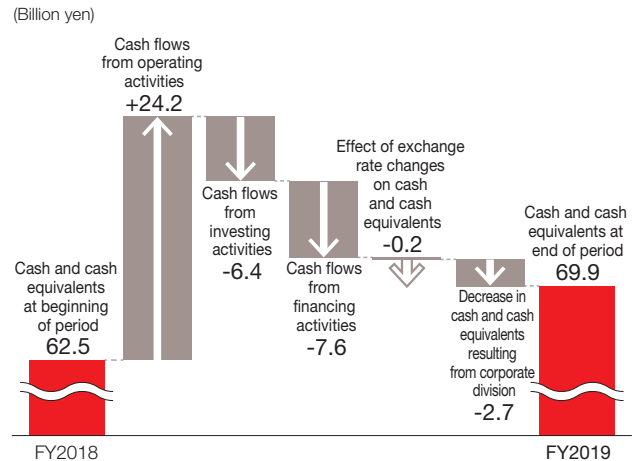 (Billion yen)
Cash flows
from operating
activities
+24.2
Cash and cash
equivalents
at beginning
of period
62.5
Cash flows
from
investing
activities
-6.4
Cash flows
from
financing
activities
-7.6
Effect of exchange
rate changes
on cash
and cash
equivalents
-0.2
Decrease in
cash and cash
equivalents
resulting
from corporate
division
-2.7
Cash and cash
equivalents at
end of period
69.9
FY2018
FY2019